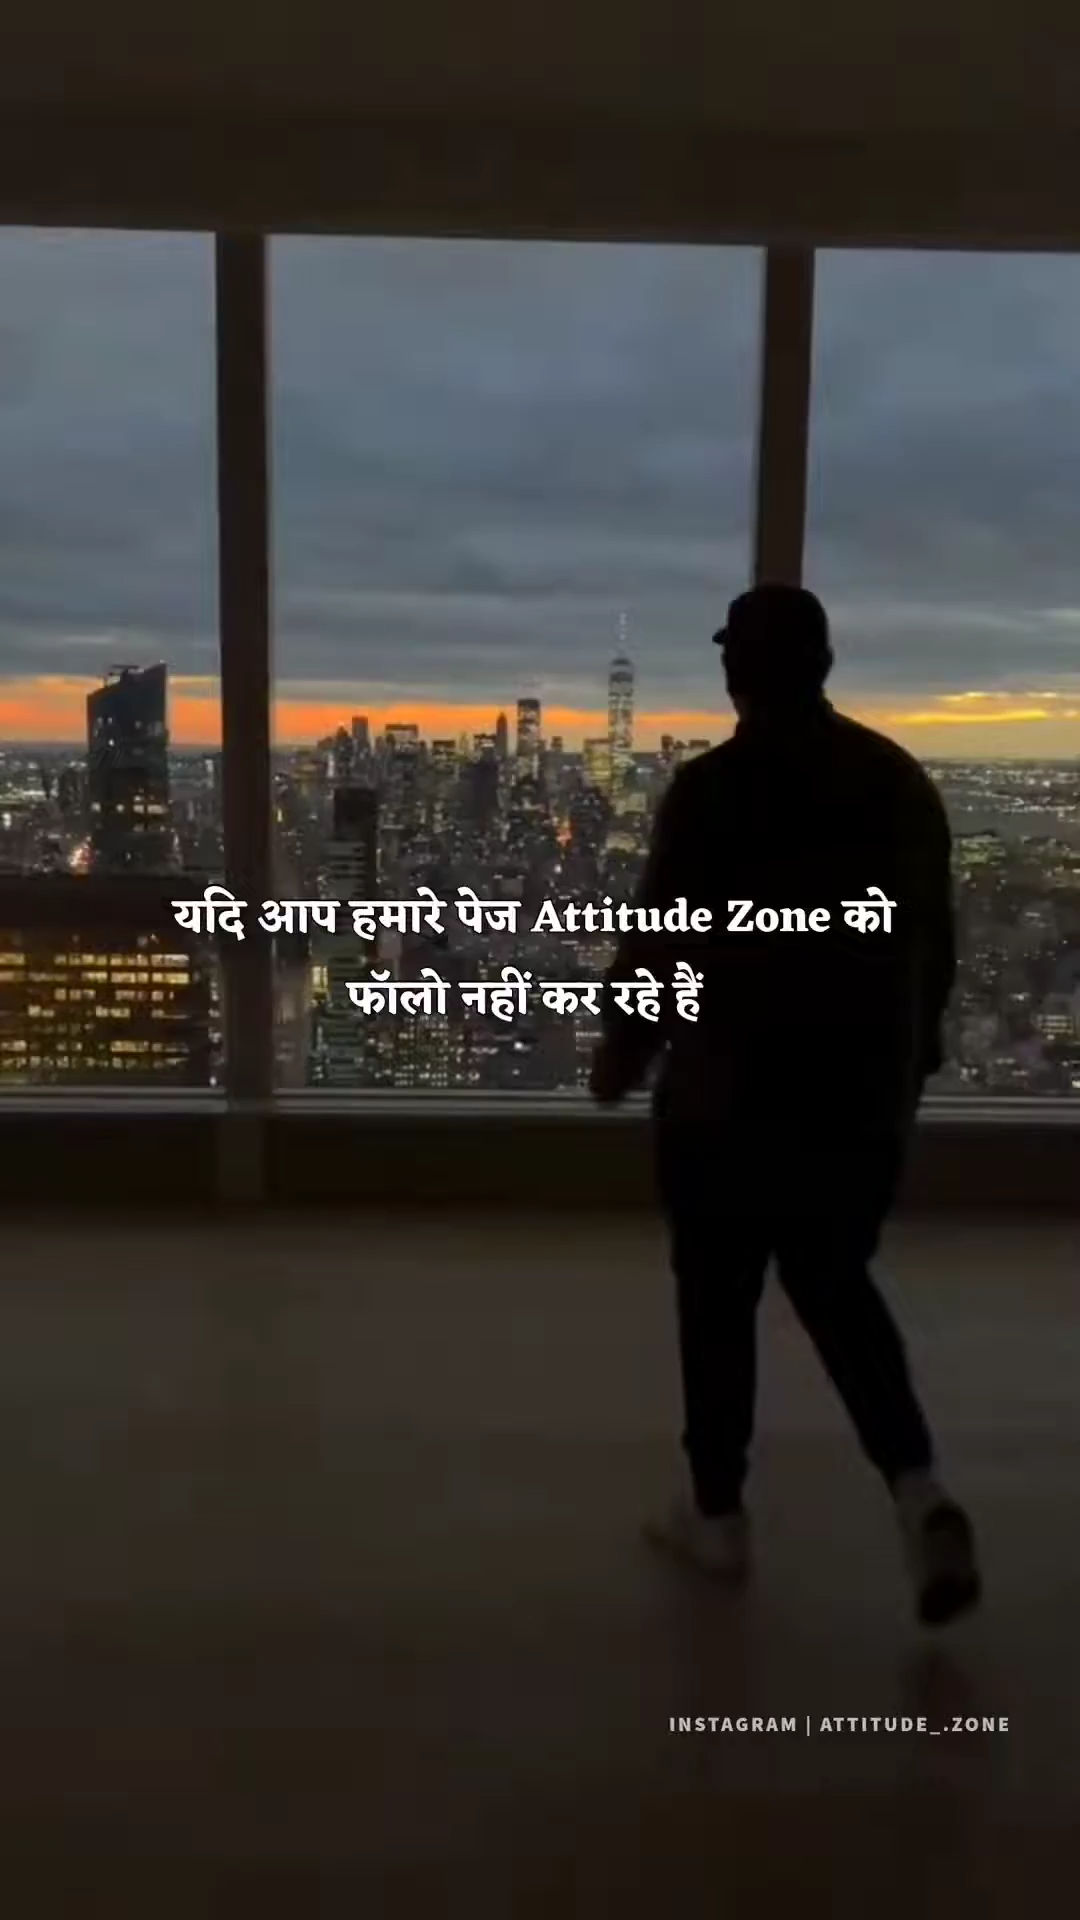 यदि आप हमारे पेज Attitude Zone को
फॉलो नहीं कर रहे हैं
INSTAGRAM | ATTITUDE_.ZONE